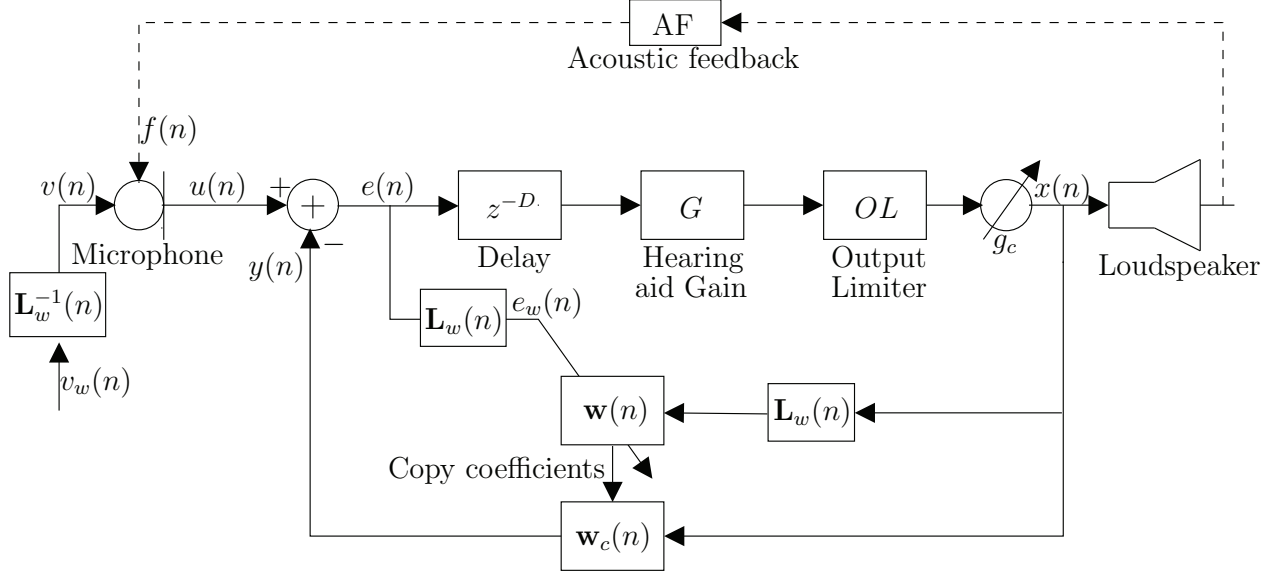 AF
Acoustic feedback
f(n)
v(n)
u(n)
+
+
−
e(n)
z^{-D}
G
OL
x(n)
g_c
Microphone
y(n)
Delay
Hearing
aid Gain
Output
Limiter
Loudspeaker
L_w^{-1}(n)
L_w(n)
e_w(n)
v_w(n)
w(n)
L_w(n)
Copy coefficients
w_c(n)